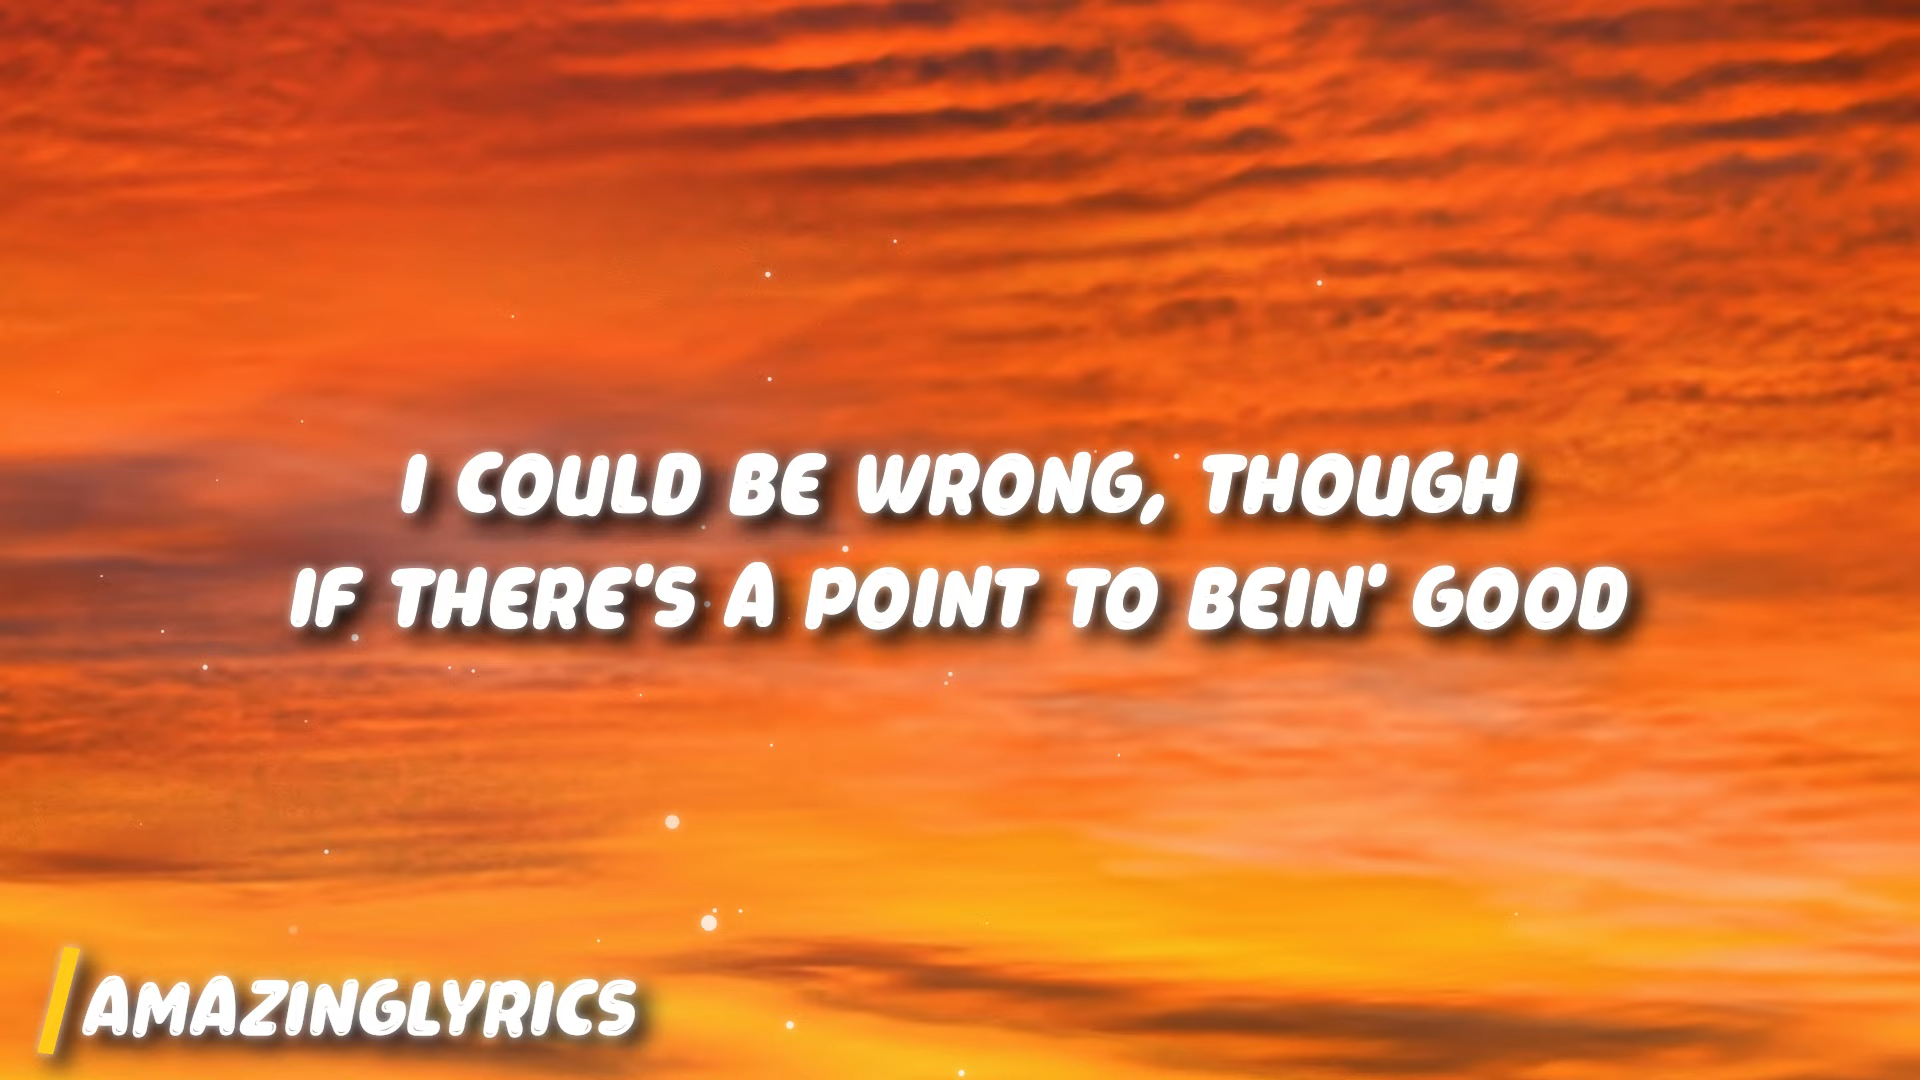 I COULD BE WRONG, THOUGH
IF THERE'S A POINT TO BEIN' GOOD
AMAZINGLYRICS